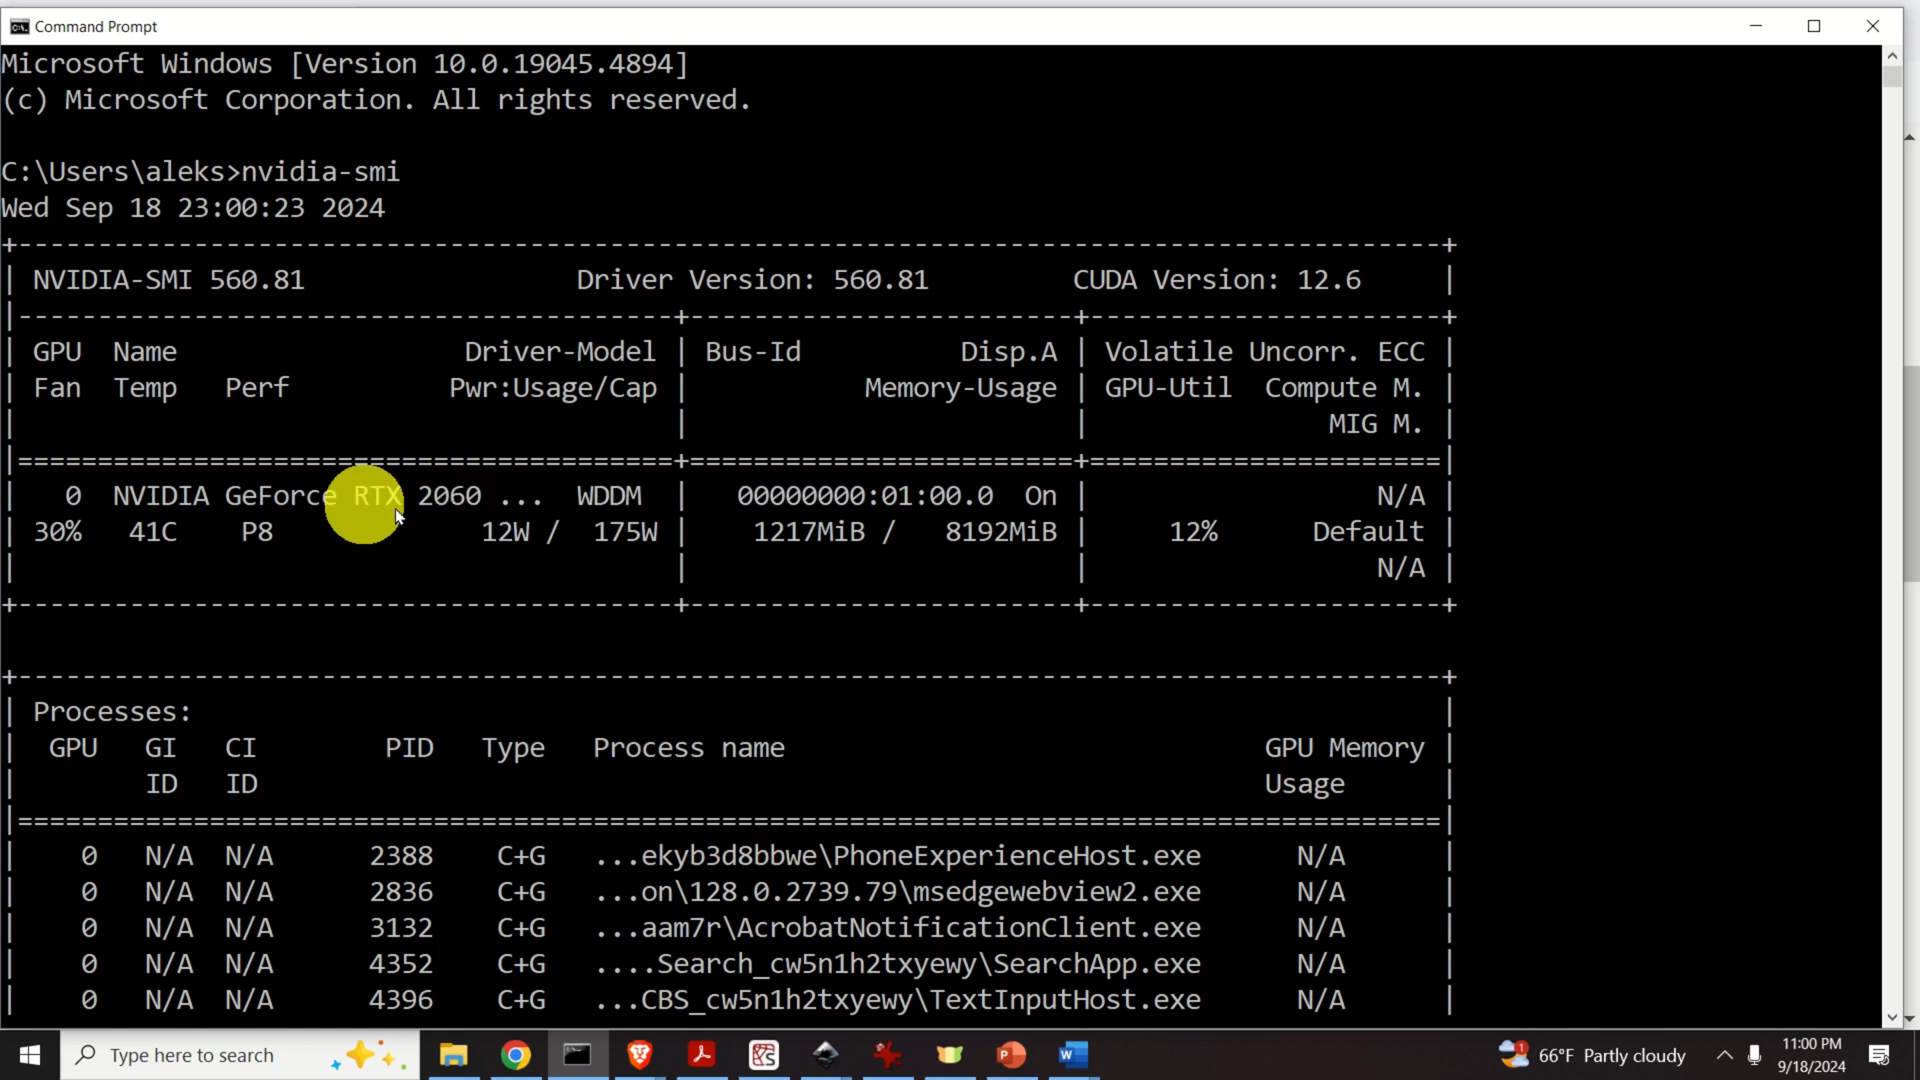 Command Prompt
Microsoft Windows [Version 10.0.19045.4894]
(c) Microsoft Corporation. All rights reserved.
C:\Users\aleks>nvidia-smi
Wed Sep 18 23:00:23 2024
+-----------------------------------------------------------------------------------------+
| NVIDIA-SMI 560.81                 Driver Version: 560.81         CUDA Version: 12.6     |
|-----------------------------------------+------------------------+----------------------+
| GPU  Name                  Driver-Model | Bus-Id          Disp.A | Volatile Uncorr. ECC |
| Fan  Temp   Perf          Pwr:Usage/Cap |           Memory-Usage | GPU-Util  Compute M. |
|                                         |                        |               MIG M. |
|=========================================+========================+======================|
|   0  NVIDIA GeForce RTX 2060 ...  WDDM  |   00000000:01:00.0  On |                  N/A |
| 30%   41C    P8             12W /  175W |    1217MiB /   8192MiB |     12%      Default |
|                                         |                        |                  N/A |
+-----------------------------------------+------------------------+----------------------+
+-----------------------------------------------------------------------------------------+
| Processes:                                                                              |
|  GPU   GI   CI        PID   Type   Process name                              GPU Memory |
|        ID   ID                                                               Usage      |
|=========================================================================================|
|    0   N/A  N/A      2388    C+G   ...ekyb3d8bbwe\PhoneExperienceHost.exe      N/A      |
|    0   N/A  N/A      2836    C+G   ...on\128.0.2739.79\msedgewebview2.exe      N/A      |
|    0   N/A  N/A      3132    C+G   ...aam7r\AcrobatNotificationClient.exe      N/A      |
|    0   N/A  N/A      4352    C+G   ....Search_cw5n1h2txyewy\SearchApp.exe      N/A      |
|    0   N/A  N/A      4396    C+G   ...CBS_cw5n1h2txyewy\TextInputHost.exe      N/A      |
Type here to search
66°F Partly cloudy
11:00 PM
9/18/2024